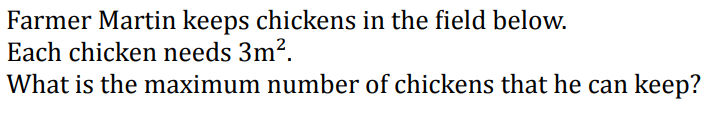 Farmer Martin keeps chickens in the field below.
Each chicken needs 3m².
What is the maximum number of chickens that he can keep?